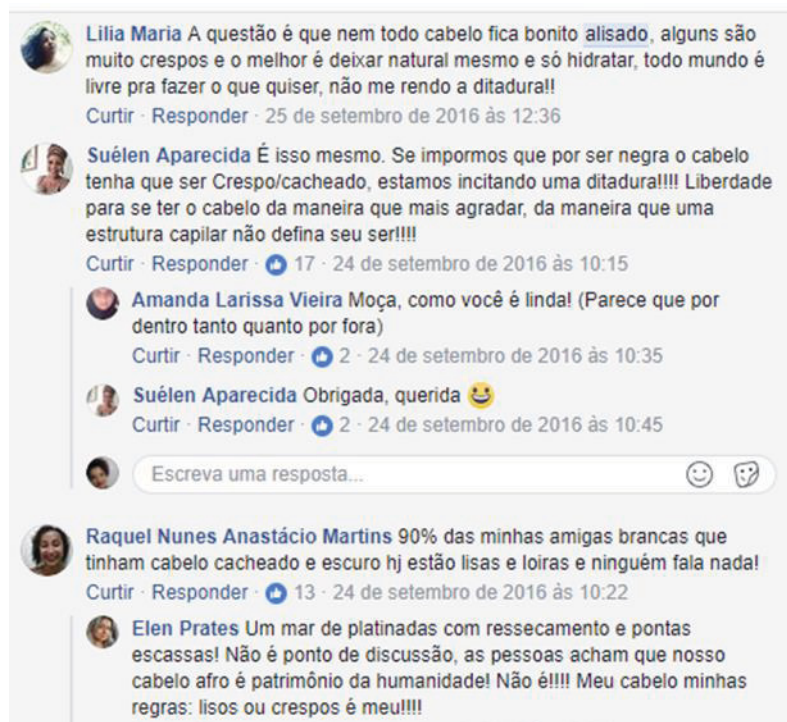 Lilia Maria A questão é que nem todo cabelo fica bonito alisado, alguns são
muito crespos e o melhor é deixar natural mesmo e só hidratar, todo mundo é
livre pra fazer o que quiser, não me rendo a ditadura!!
Curtir · Responder · 25 de setembro de 2016 às 12:36
Suélen Aparecida É isso mesmo. Se impormos que por ser negra o cabelo
tenha que ser Crespo/cacheado, estamos incitando uma ditadura!!!! Liberdade
para se ter o cabelo da maneira que mais agradar, da maneira que uma
estrutura capilar não defina seu ser!!!!
Curtir · Responder · 17 · 24 de setembro de 2016 às 10:15
Amanda Larissa Vieira Moça, como você é linda! (Parece que por
dentro tanto quanto por fora)
Curtir · Responder · 2 · 24 de setembro de 2016 às 10:35
Suélen Aparecida Obrigada, querida 😀
Curtir · Responder · 2 · 24 de setembro de 2016 às 10:45
Escreva uma resposta...
Raquel Nunes Anastácio Martins 90% das minhas amigas brancas que
tinham cabelo cacheado e escuro hj estão lisas e loiras e ninguém fala nada!
Curtir · Responder · 13 · 24 de setembro de 2016 às 10:22
Elen Prates Um mar de platinadas com ressecamento e pontas
escassas! Não é ponto de discussão, as pessoas acham que nosso
cabelo afro é patrimônio da humanidade! Não é!!!! Meu cabelo minhas
regras: lisos ou crespos é meu!!!!